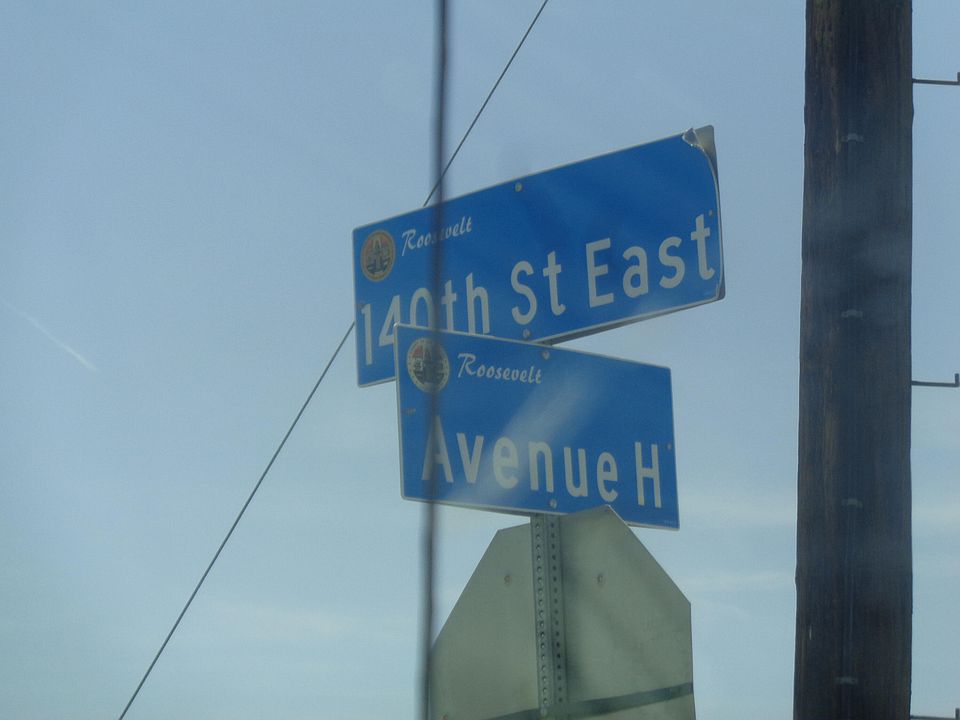 Roosevelt
140th St East
Roosevelt
Avenue H